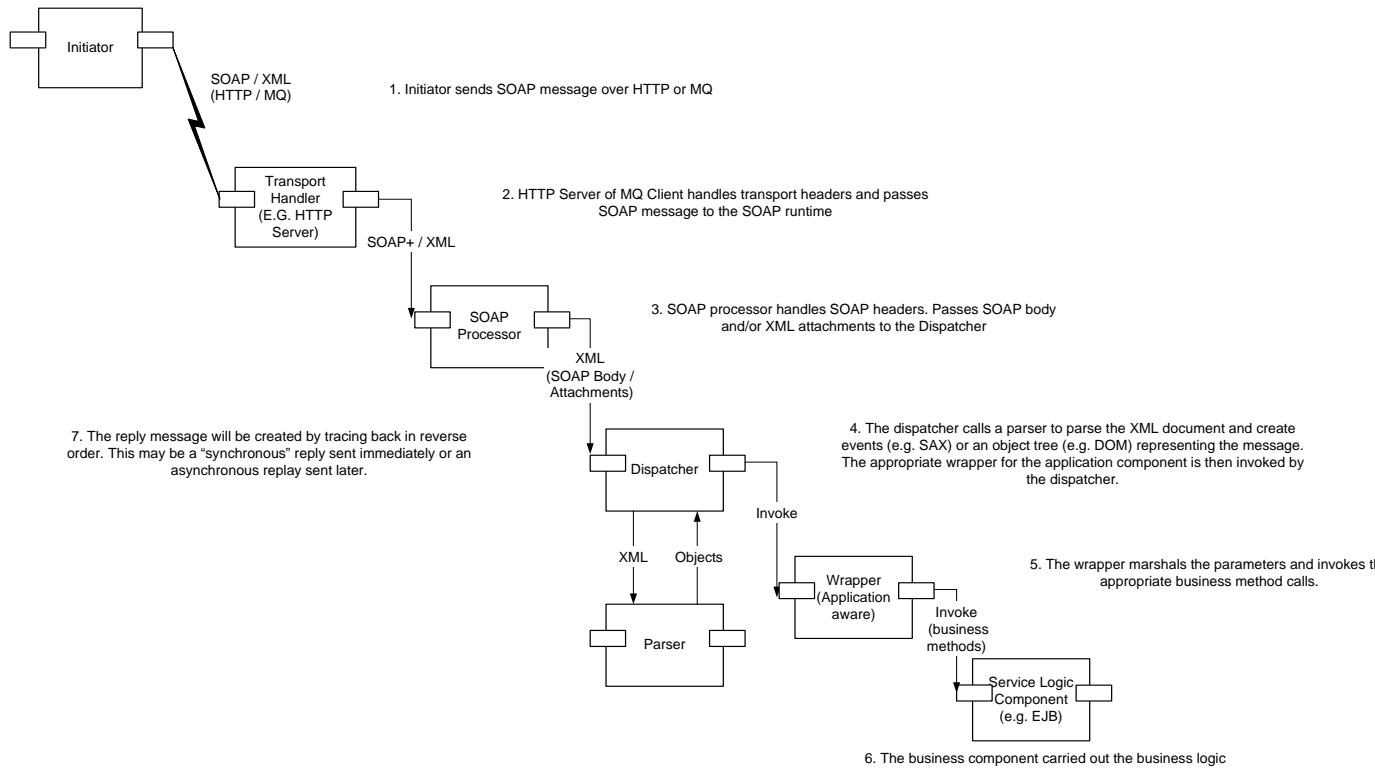 Initiator
SOAP / XML
(HTTP / MQ)
1. Initiator sends SOAP message over HTTP or MQ
Transport
Handler
(E.G. HTTP
Server)
2. HTTP Server of MQ Client handles transport headers and passes
SOAP message to the SOAP runtime
SOAP+ / XML
SOAP
Processor
3. SOAP processor handles SOAP headers. Passes SOAP body
and/or XML attachments to the Dispatcher
XML
(SOAP Body /
Attachments)
7. The reply message will be created by tracing back in reverse
order. This may be a “synchronous” reply sent immediately or an
asynchronous replay sent later.
Dispatcher
4. The dispatcher calls a parser to parse the XML document and create
events (e.g. SAX) or an object tree (e.g. DOM) representing the message.
The appropriate wrapper for the application component is then invoked by
the dispatcher.
Invoke
XML
Objects
Parser
Wrapper
(Application
aware)
5. The wrapper marshals the parameters and invokes th
appropriate business method calls.
Invoke
(business
methods)
Service Logic
Component
(e.g. EJB)
6. The business component carried out the business logic